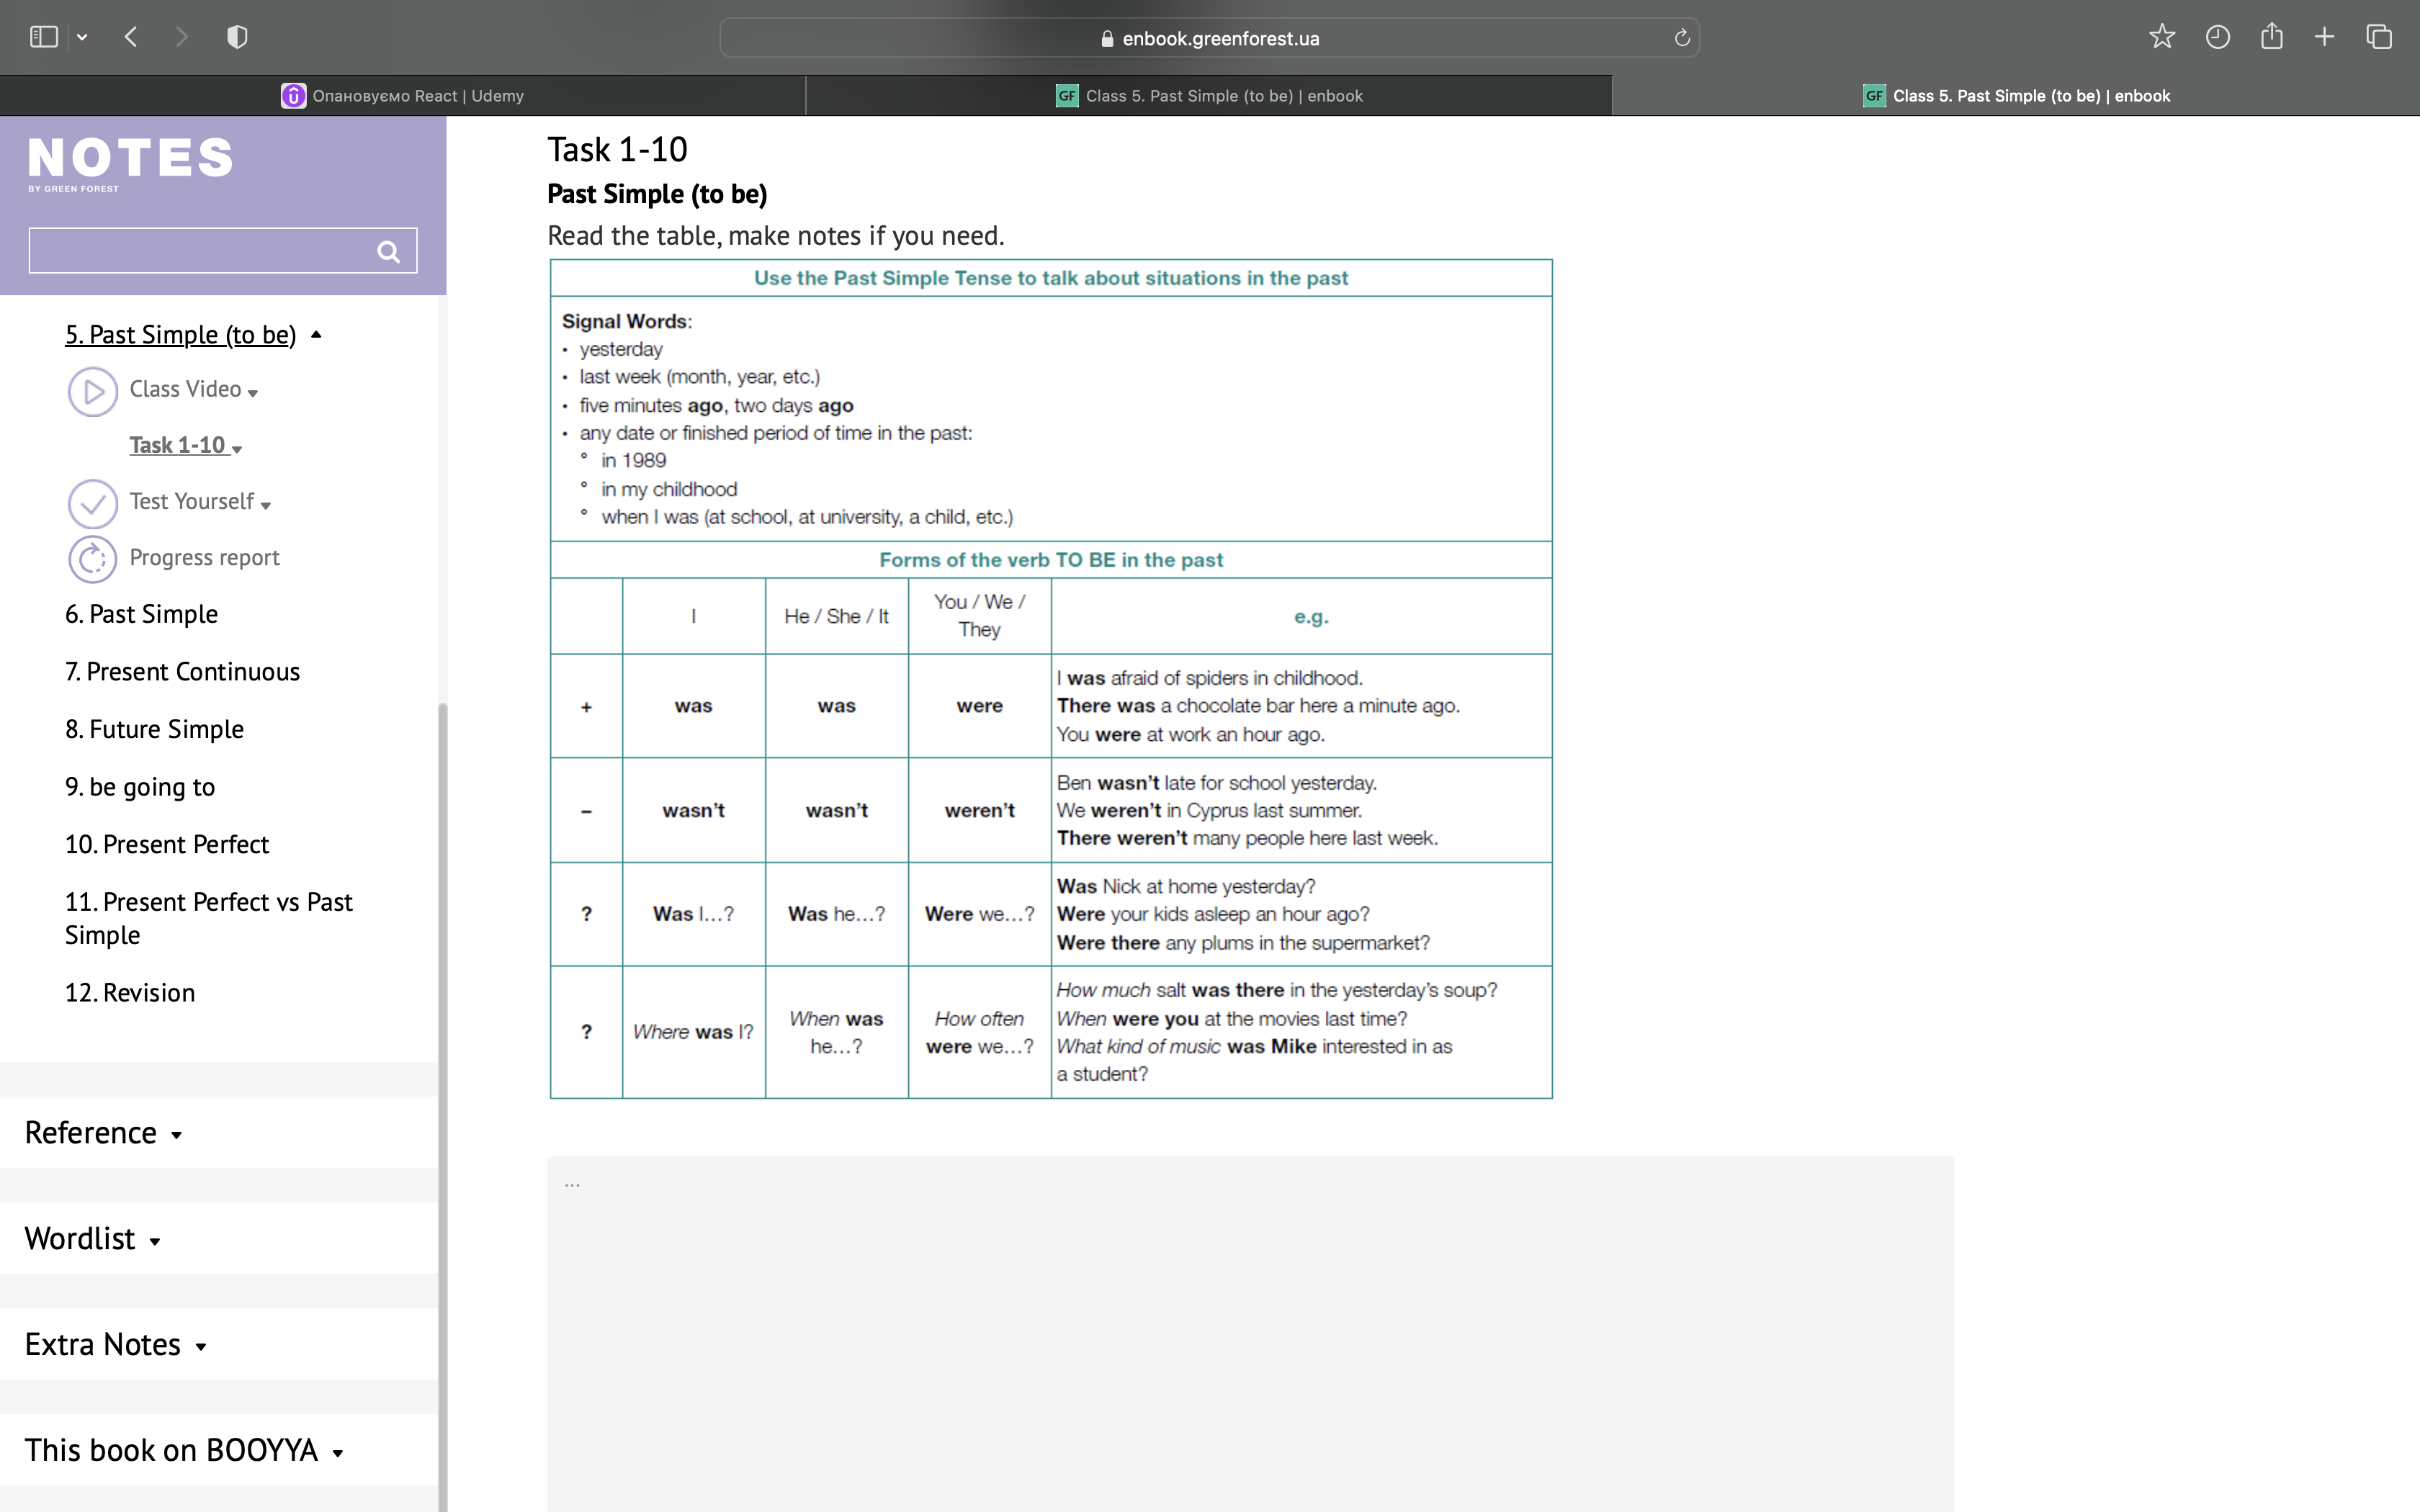 enbook.greenforest.ua
Опановуємо React | Udemy
GF Class 5. Past Simple (to be) | enbook
GF Class 5. Past Simple (to be) | enbook
NOTES
BY GREEN FOREST
5. Past Simple (to be)
Class Video
Task 1-10
Test Yourself
Progress report
6. Past Simple
7. Present Continuous
8. Future Simple
9. be going to
10. Present Perfect
11. Present Perfect vs Past
Simple
12. Revision
Reference
Wordlist
Extra Notes
This book on BOOYYA
Task 1-10
Past Simple (to be)
Read the table, make notes if you need.
Use the Past Simple Tense to talk about situations in the past
Signal Words:
• yesterday
• last week (month, year, etc.)
• five minutes ago, two days ago
• any date or finished period of time in the past:
° in 1989
° in my childhood
° when I was (at school, at university, a child, etc.)
Forms of the verb TO BE in the past
I
He / She / It
You / We /
They
e.g.
+
was
was
were
I was afraid of spiders in childhood.
There was a chocolate bar here a minute ago.
You were at work an hour ago.
–
wasn't
wasn't
weren't
Ben wasn't late for school yesterday.
We weren't in Cyprus last summer.
There weren't many people here last week.
?
Was I...?
Was he...?
Were we...?
Was Nick at home yesterday?
Were your kids asleep an hour ago?
Were there any plums in the supermarket?
?
Where was I?
When was
he...?
How often
were we...?
How much salt was there in the yesterday's soup?
When were you at the movies last time?
What kind of music was Mike interested in as
a student?
...